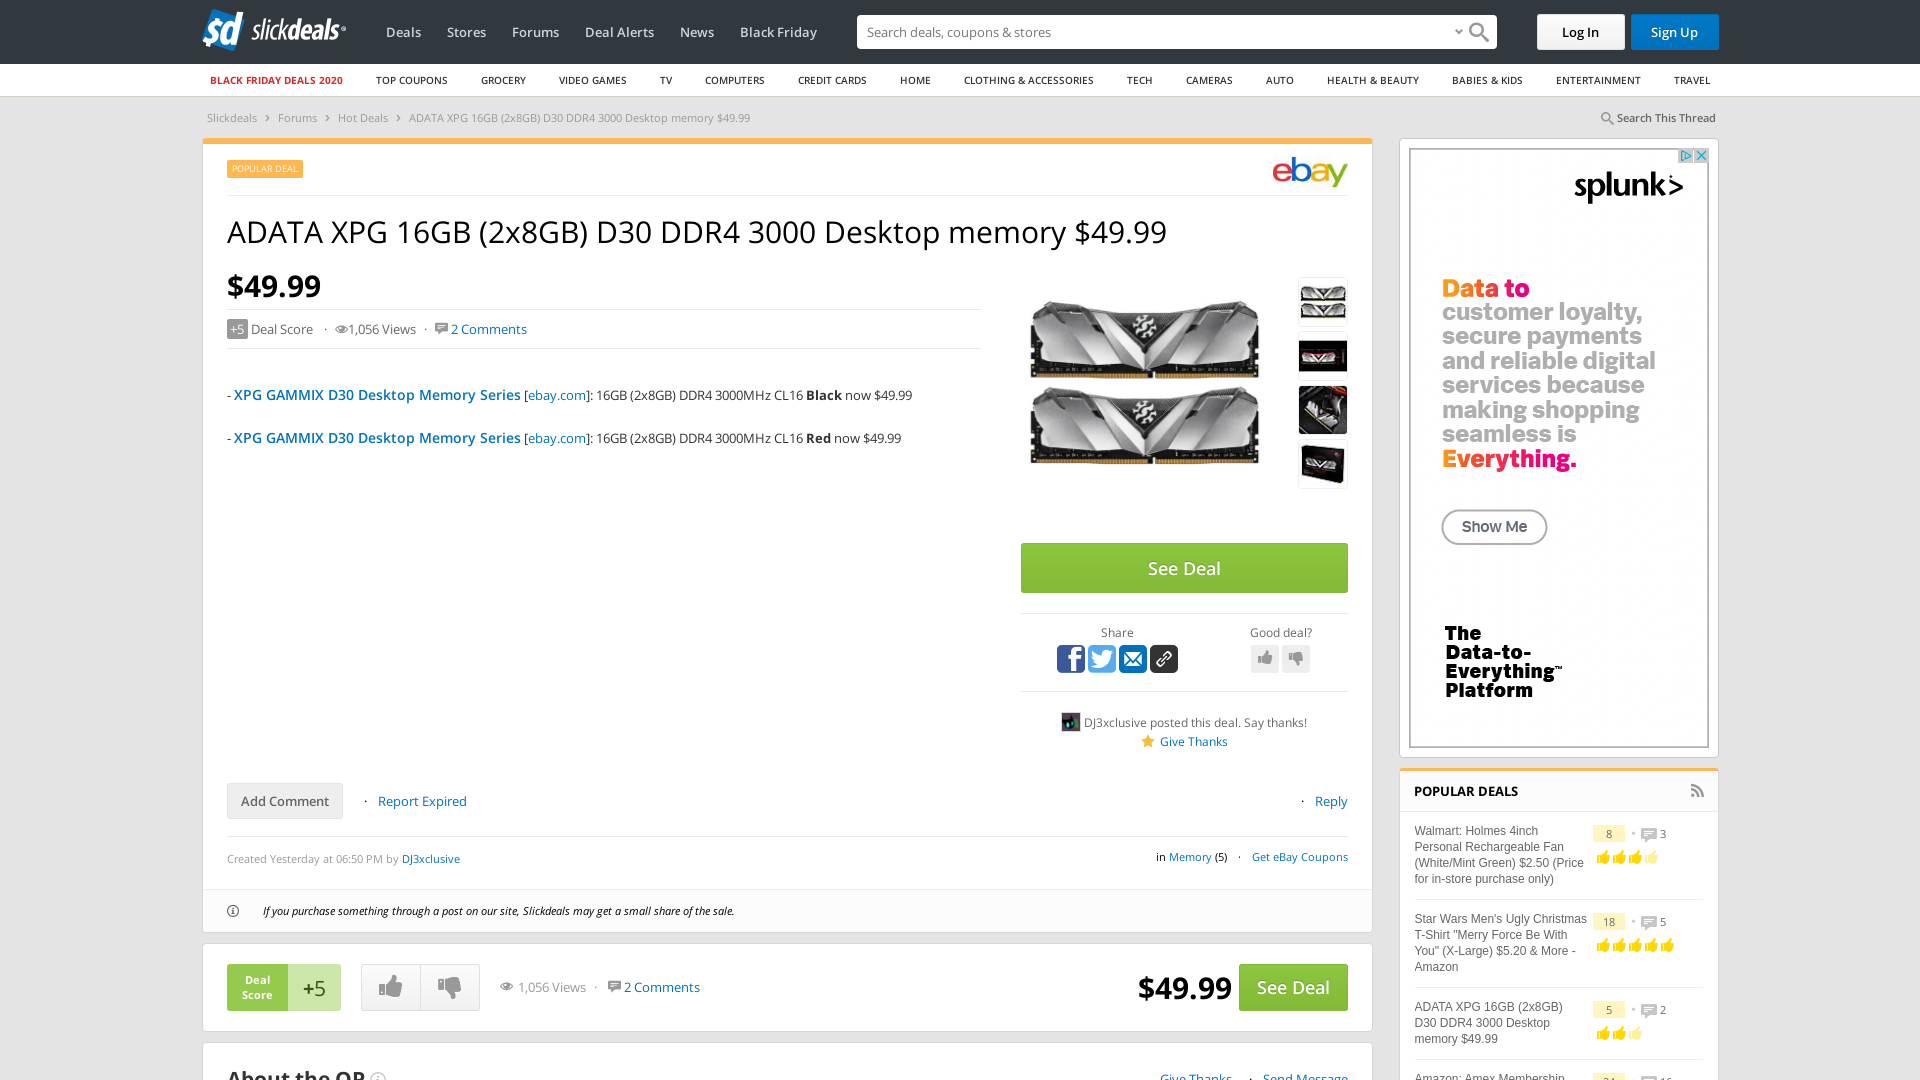 sd slickdeals
Deals Stores Forums Deal Alerts News Black Friday
Search deals, coupons & stores
Log In Sign Up
BLACK FRIDAY DEALS 2020 TOP COUPONS GROCERY VIDEO GAMES TV COMPUTERS CREDIT CARDS HOME CLOTHING & ACCESSORIES TECH CAMERAS AUTO HEALTH & BEAUTY BABIES & KIDS ENTERTAINMENT TRAVEL
Slickdeals › Forums › Hot Deals › ADATA XPG 16GB (2x8GB) D30 DDR4 3000 Desktop memory $49.99
Search This Thread
POPULAR DEAL
ebay
ADATA XPG 16GB (2x8GB) D30 DDR4 3000 Desktop memory $49.99
$49.99
+5 Deal Score · 1,056 Views · 2 Comments
- XPG GAMMIX D30 Desktop Memory Series [ebay.com]: 16GB (2x8GB) DDR4 3000MHz CL16 Black now $49.99
- XPG GAMMIX D30 Desktop Memory Series [ebay.com]: 16GB (2x8GB) DDR4 3000MHz CL16 Red now $49.99
See Deal
Share
Good deal?
DJ3xclusive posted this deal. Say thanks!
Give Thanks
Add Comment · Report Expired
· Reply
Created Yesterday at 06:50 PM by DJ3xclusive
in Memory (5) · Get eBay Coupons
If you purchase something through a post on our site, Slickdeals may get a small share of the sale.
Deal
Score
+5
1,056 Views · 2 Comments
$49.99 See Deal
About the OP
Give Thanks · Send Message
splunk>
Data to
customer loyalty,
secure payments
and reliable digital
services because
making shopping
seamless is
Everything.
Show Me
The
Data-to-
Everything™
Platform
POPULAR DEALS
Walmart: Holmes 4inch
Personal Rechargeable Fan
(White/Mint Green) $2.50 (Price
for in-store purchase only)
8 • 3
Star Wars Men's Ugly Christmas
T-Shirt "Merry Force Be With
You" (X-Large) $5.20 & More -
Amazon
18 • 5
ADATA XPG 16GB (2x8GB)
D30 DDR4 3000 Desktop
memory $49.99
5 • 2
Amazon: Amex Membership